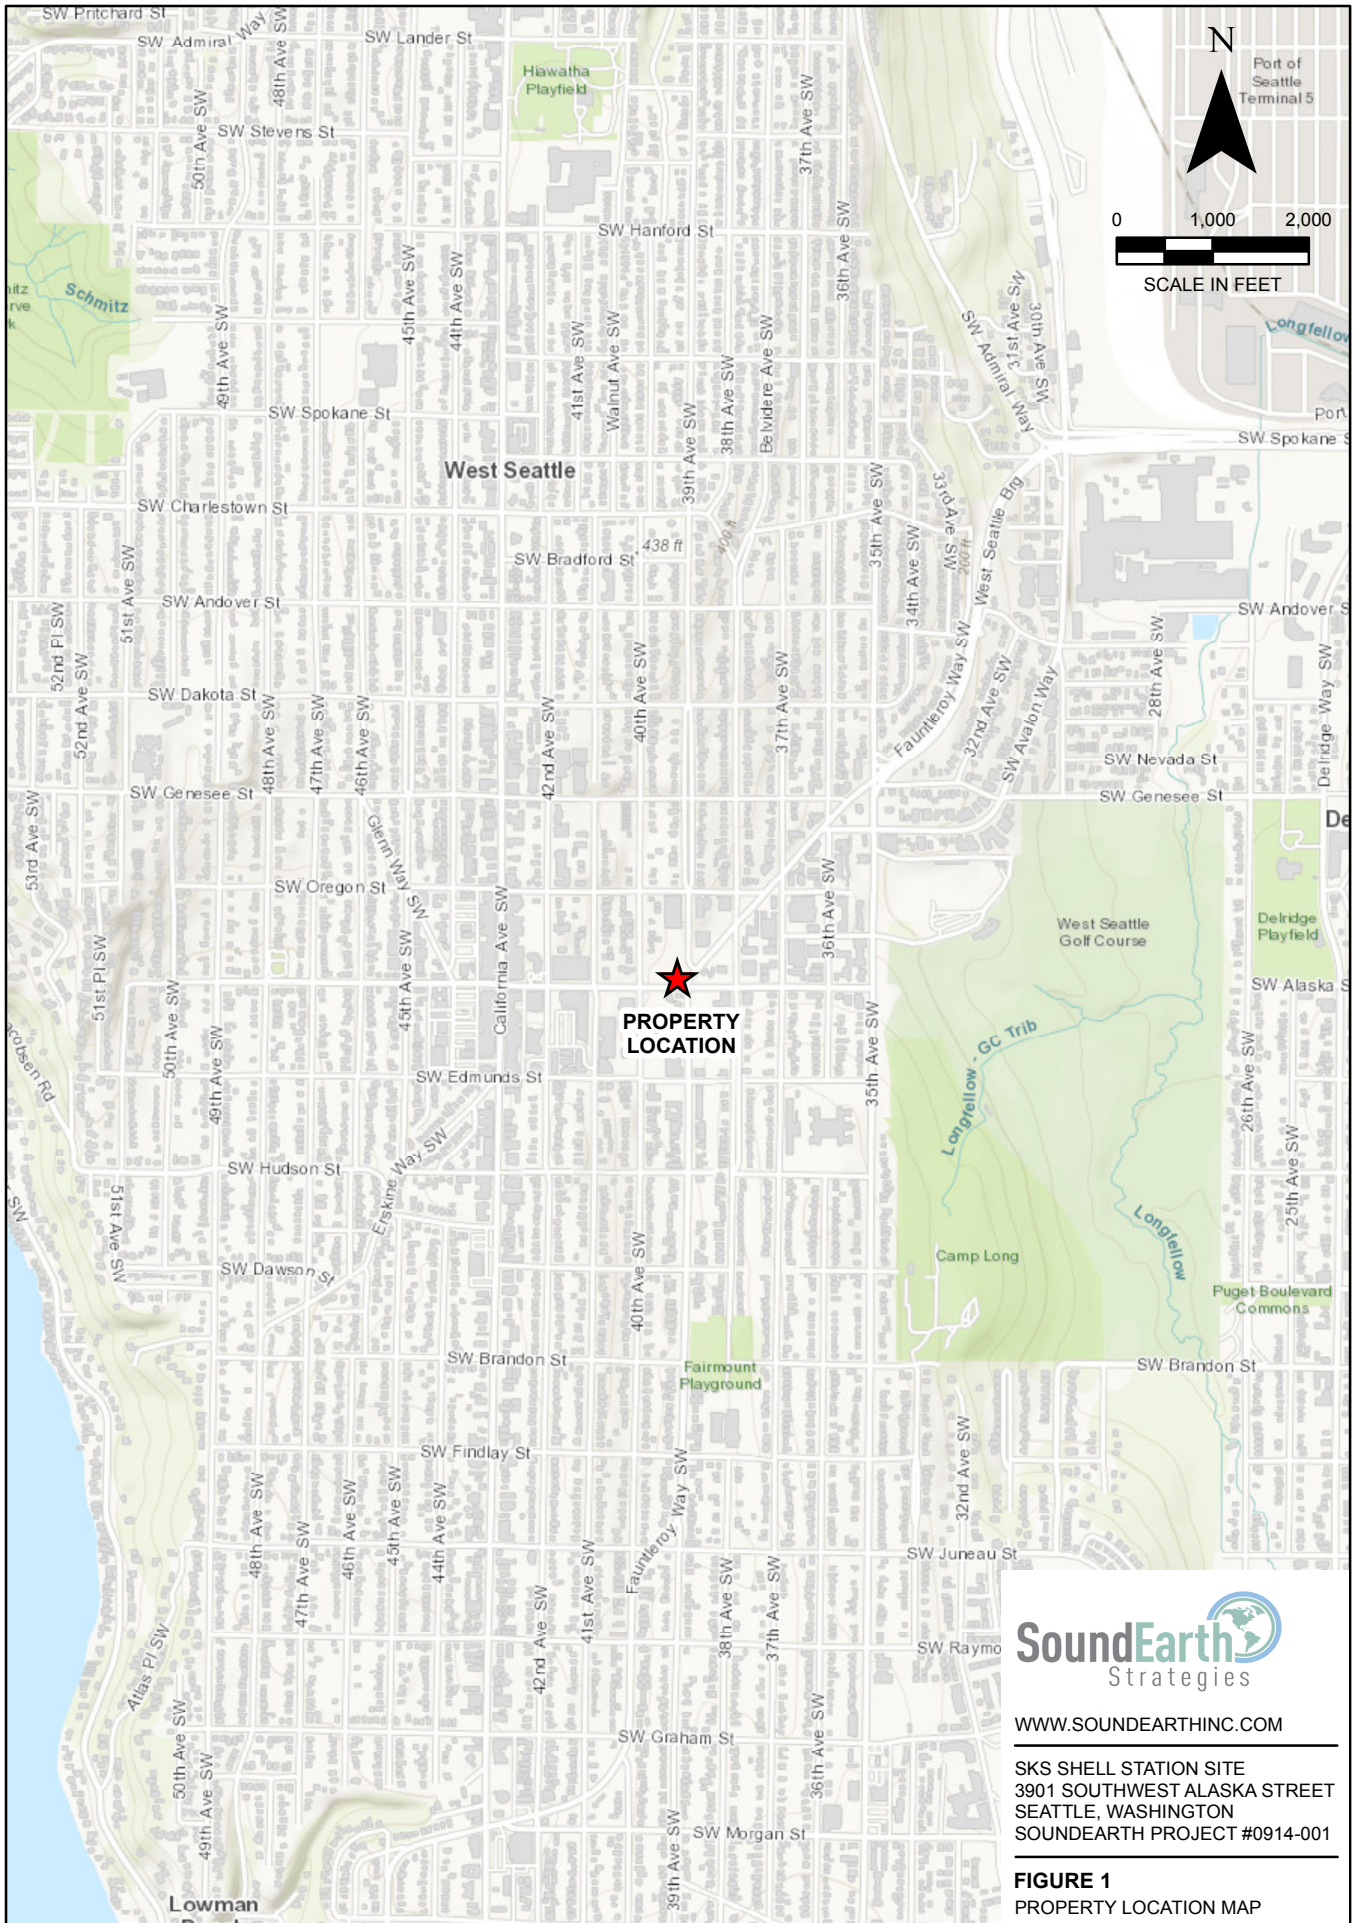 SW Pritchard St
SW Admiral Way
48th Ave SW
SW Lander St
Hiawatha
Playfield
37th Ave SW
N
Port of
Seattle
Terminal 5
50th Ave SW
SW Stevens St
0 1,000 2,000
SCALE IN FEET
SW Hanford St
36th Ave SW
45th Ave SW
44th Ave SW
Schmitz
49th Ave SW
41st Ave SW
Walnut Ave SW
38th Ave SW
Belvidere Ave SW
SW Admiral Way
31st Ave SW
30th Ave SW
Longfellow
SW Spokane St
39th Ave SW
Port
SW Spokane S
West Seattle
35th Ave SW
33rd Ave SW
West Seattle Brg
SW Charlestown St
438 ft
400 ft
200 ft
SW Bradford St
34th Ave SW
51st Ave SW
SW Andover St
SW Andover S
52nd Pl SW
52nd Ave SW
40th Ave SW
37th Ave SW
Fauntleroy Way SW
32nd Ave SW
SW Avalon Way
28th Ave SW
Delridge Way SW
SW Dakota St
48th Ave SW
47th Ave SW
46th Ave SW
42nd Ave SW
SW Nevada St
SW Genesee St
SW Genesee St
53rd Ave SW
Glenn Way SW
De
SW Oregon St
California Ave SW
36th Ave SW
West Seattle
Golf Course
Delridge
Playfield
51st Pl SW
50th Ave SW
45th Ave SW
SW Alaska S
PROPERTY
LOCATION
35th Ave SW
Longfellow - GC Trib
acobsen Rd
49th Ave SW
SW Edmunds St
26th Ave SW
SW Hudson St
Erskine Way SW
25th Ave SW
SW
51st Ave SW
Longfellow
SW Dawson St
40th Ave SW
Camp Long
Puget Boulevard
Commons
SW Brandon St
Fairmount
Playground
SW Brandon St
SW Findlay St
Fauntleroy Way SW
32nd Ave SW
48th Ave SW
47th Ave SW
46th Ave SW
45th Ave SW
44th Ave SW
42nd Ave SW
41st Ave SW
38th Ave SW
37th Ave SW
SW Juneau St
Atlas Pl SW
SW Raymo
SoundEarth
Strategies
50th Ave SW
49th Ave SW
SW Graham St
36th Ave SW
WWW.SOUNDEARTHINC.COM
SKS SHELL STATION SITE
3901 SOUTHWEST ALASKA STREET
SEATTLE, WASHINGTON
SOUNDEARTH PROJECT #0914-001
39th Ave SW
SW Morgan St
FIGURE 1
PROPERTY LOCATION MAP
Lowman